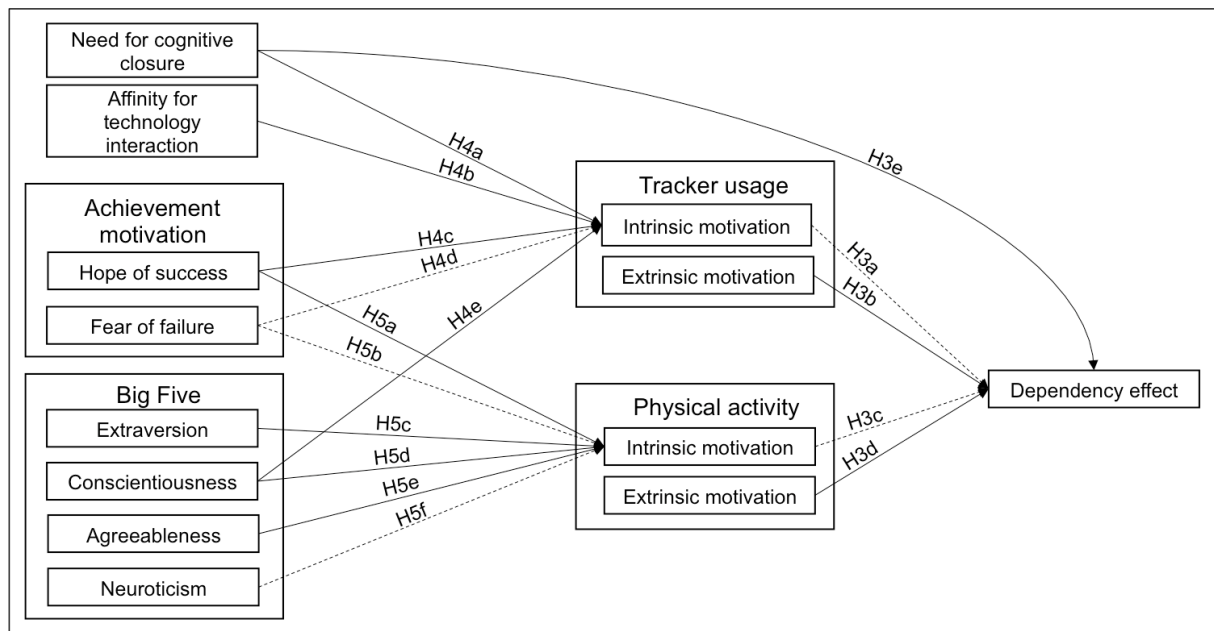 Need for cognitive
closure
Affinity for
technology
interaction
Achievement
motivation
Hope of success
Fear of failure
Big Five
Extraversion
Conscientiousness
Agreeableness
Neuroticism
H4a
H4b
H4c
H4d
H4e
H5a
H5b
H5c
H5d
H5e
H5f
Tracker usage
Intrinsic motivation
Extrinsic motivation
Physical activity
Intrinsic motivation
Extrinsic motivation
H3e
H3a
H3b
H3c
H3d
Dependency effect